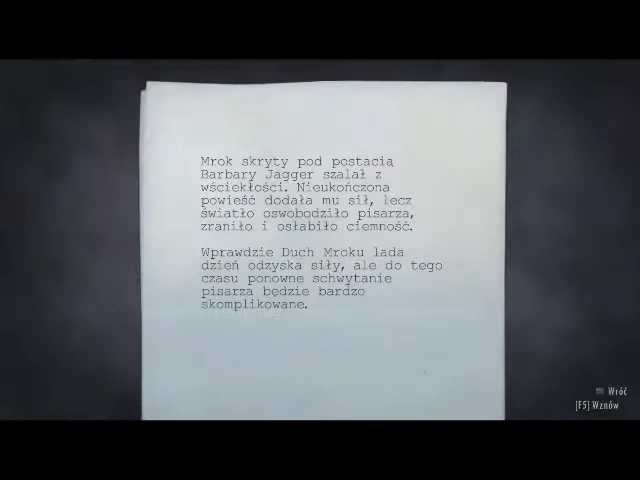 Mrok skryty pod postacią
Barbary Jagger szalał z
wściekłości. Nieukończona
powieść dodała mu sił, lecz
światło oswobodziło pisarza,
zraniło i osłabiło ciemność.
Wprawdzie Duch Mroku lada
dzień odzyska siły, ale do tego
czasu ponowne schwytanie
pisarza będzie bardzo
skomplikowane.
Wróć
[F5] Wznów